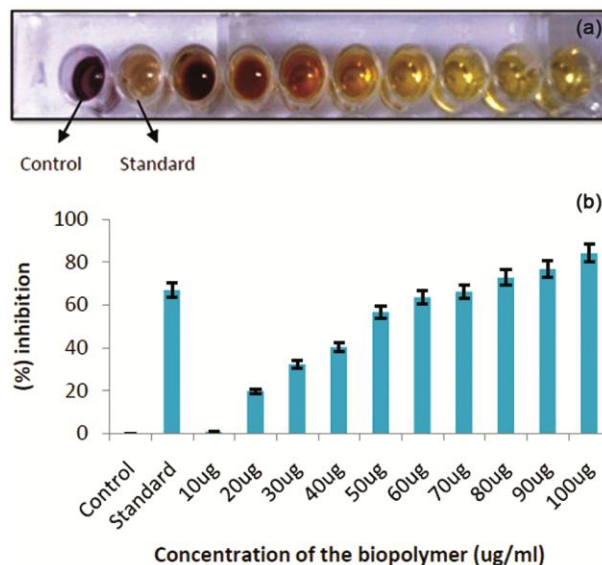 (a)
Control
Standard
(b)
(%) inhibition
100
80
60
40
20
0
Control
Standard
10ug
20ug
30ug
40ug
50ug
60ug
70ug
80ug
90ug
100ug
Concentration of the biopolymer (ug/ml)